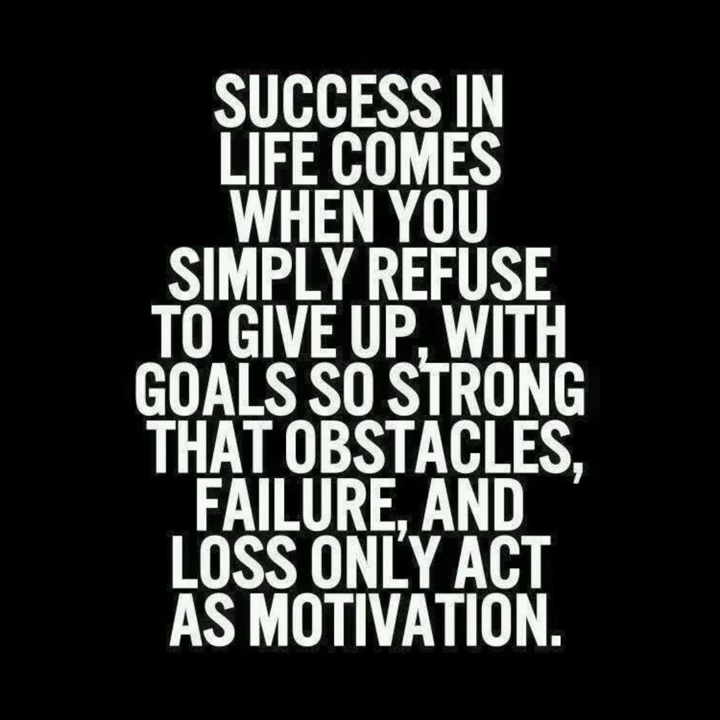 SUCCESS IN
LIFE COMES
WHEN YOU
SIMPLY REFUSE
TO GIVE UP, WITH
GOALS SO STRONG
THAT OBSTACLES,
FAILURE, AND
LOSS ONLY ACT
AS MOTIVATION.